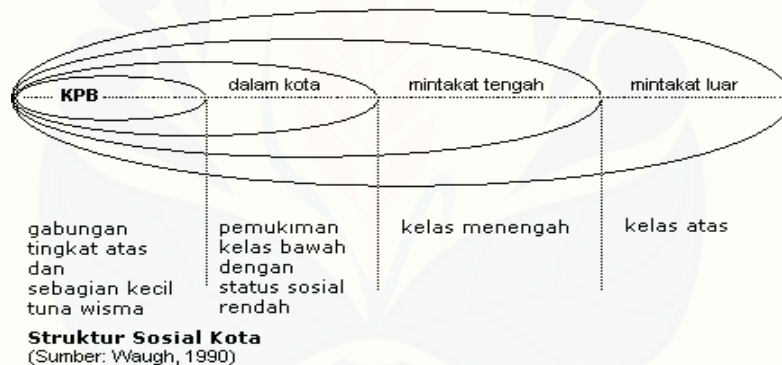 KPB
dalam kota
mintakat tengah
mintakat luar
gabungan
tingkat atas
dan
sebagian kecil
tuna wisma
pemukiman
kelas bawah
dengan
status sosial
rendah
kelas menengah
kelas atas
Struktur Sosial Kota
(Sumber: Waugh, 1990)